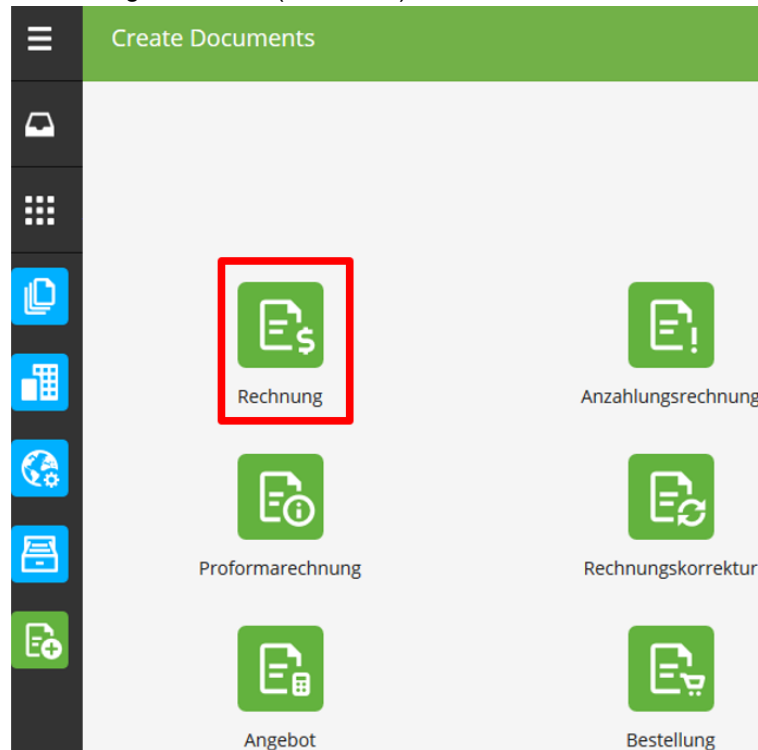 Create Documents
Rechnung
Anzahlungsrechnung
Proformarechnung
Rechnungskorrektur
Angebot
Bestellung